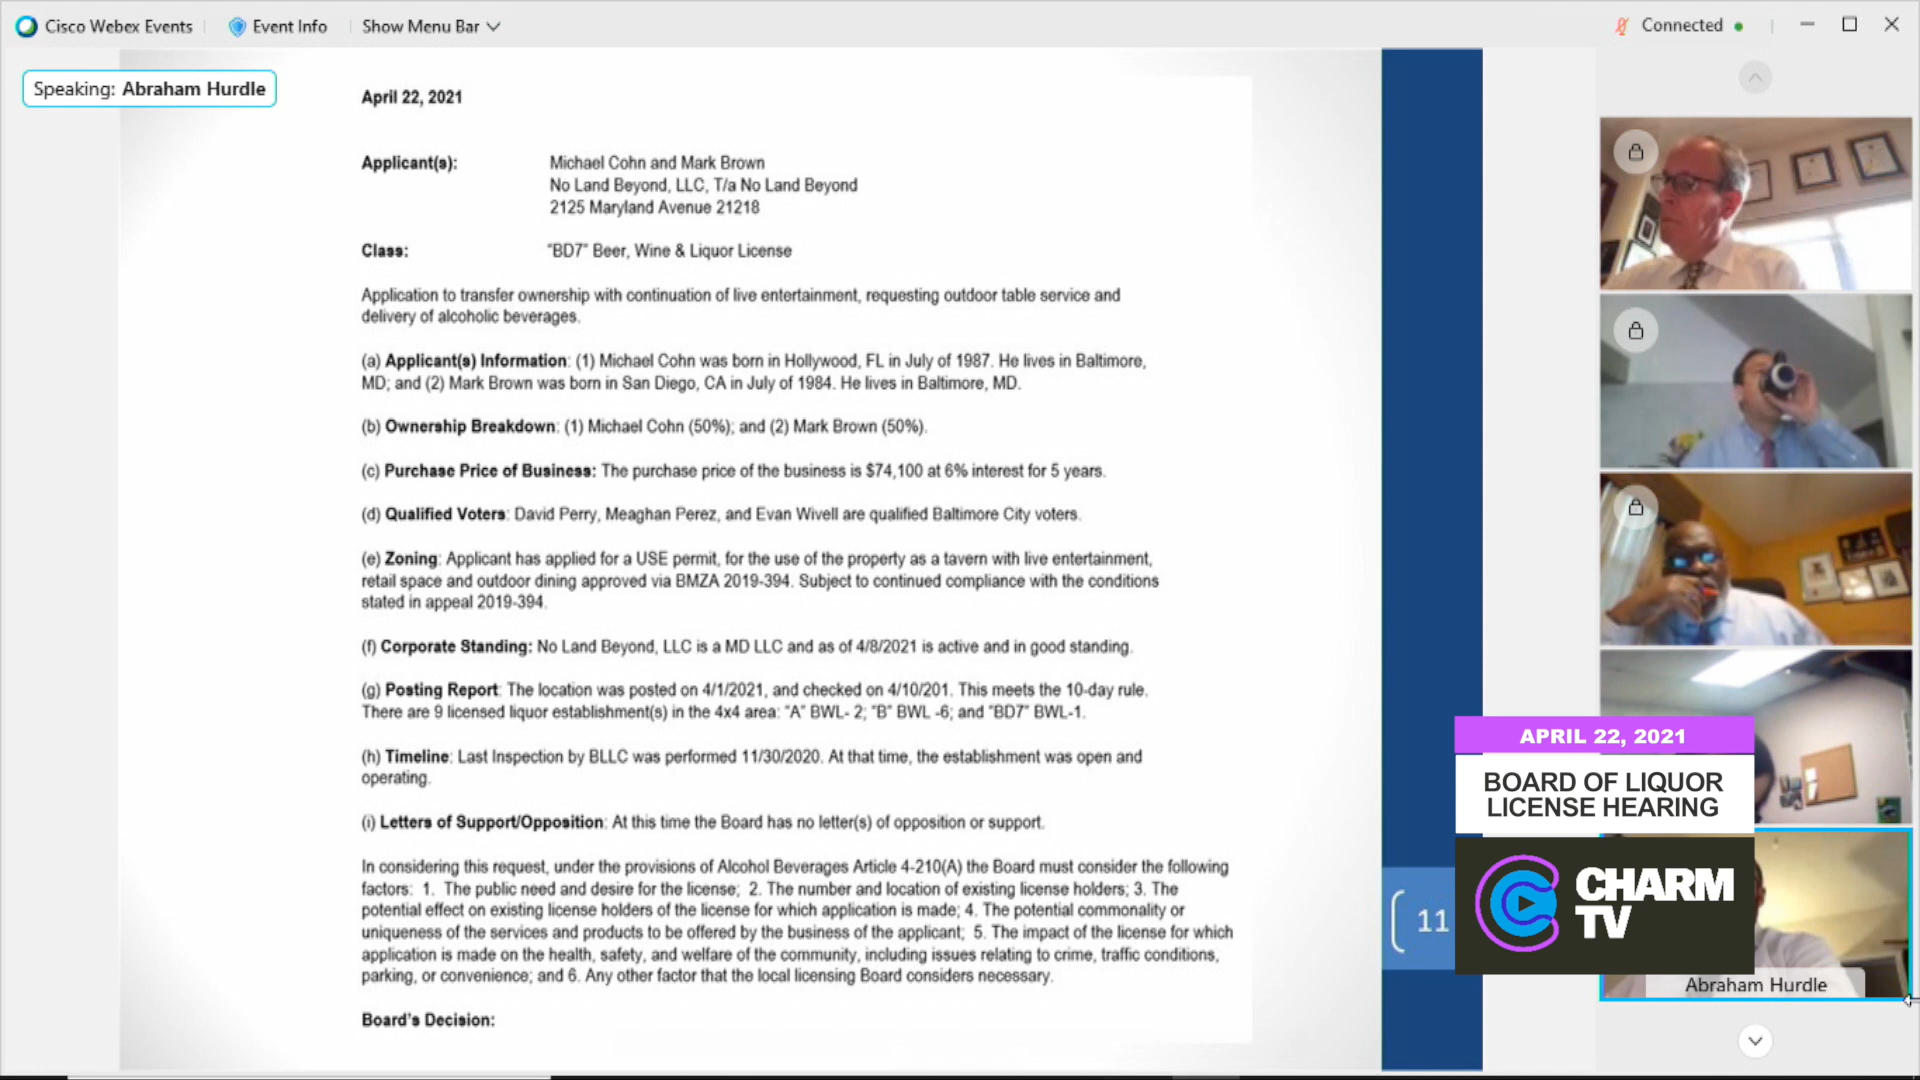 Cisco Webex Events
Event Info
Show Menu Bar
Connected
Speaking: Abraham Hurdle
April 22, 2021
Applicant(s): Michael Cohn and Mark Brown
No Land Beyond, LLC, T/a No Land Beyond
2125 Maryland Avenue 21218
Class: "BD7" Beer, Wine & Liquor License
Application to transfer ownership with continuation of live entertainment, requesting outdoor table service and
delivery of alcoholic beverages.
(a) Applicant(s) Information: (1) Michael Cohn was born in Hollywood, FL in July of 1987. He lives in Baltimore,
MD; and (2) Mark Brown was born in San Diego, CA in July of 1984. He lives in Baltimore, MD.
(b) Ownership Breakdown: (1) Michael Cohn (50%); and (2) Mark Brown (50%).
(c) Purchase Price of Business: The purchase price of the business is $74,100 at 6% interest for 5 years.
(d) Qualified Voters: David Perry, Meaghan Perez, and Evan Wivell are qualified Baltimore City voters.
(e) Zoning: Applicant has applied for a USE permit, for the use of the property as a tavern with live entertainment,
retail space and outdoor dining approved via BMZA 2019-394. Subject to continued compliance with the conditions
stated in appeal 2019-394.
(f) Corporate Standing: No Land Beyond, LLC is a MD LLC and as of 4/8/2021 is active and in good standing.
(g) Posting Report: The location was posted on 4/1/2021, and checked on 4/10/201. This meets the 10-day rule.
There are 9 licensed liquor establishment(s) in the 4x4 area: "A" BWL- 2; "B" BWL -6; and "BD7" BWL-1.
(h) Timeline: Last Inspection by BLLC was performed 11/30/2020. At that time, the establishment was open and
operating.
(i) Letters of Support/Opposition: At this time the Board has no letter(s) of opposition or support.
In considering this request, under the provisions of Alcohol Beverages Article 4-210(A) the Board must consider the following
factors: 1. The public need and desire for the license; 2. The number and location of existing license holders; 3. The
potential effect on existing license holders of the license for which application is made; 4. The potential commonality or
uniqueness of the services and products to be offered by the business of the applicant; 5. The impact of the license for which
application is made on the health, safety, and welfare of the community, including issues relating to crime, traffic conditions,
parking, or convenience; and 6. Any other factor that the local licensing Board considers necessary.
Board's Decision:
11
APRIL 22, 2021
BOARD OF LIQUOR
LICENSE HEARING
CHARM
TV
Abraham Hurdle